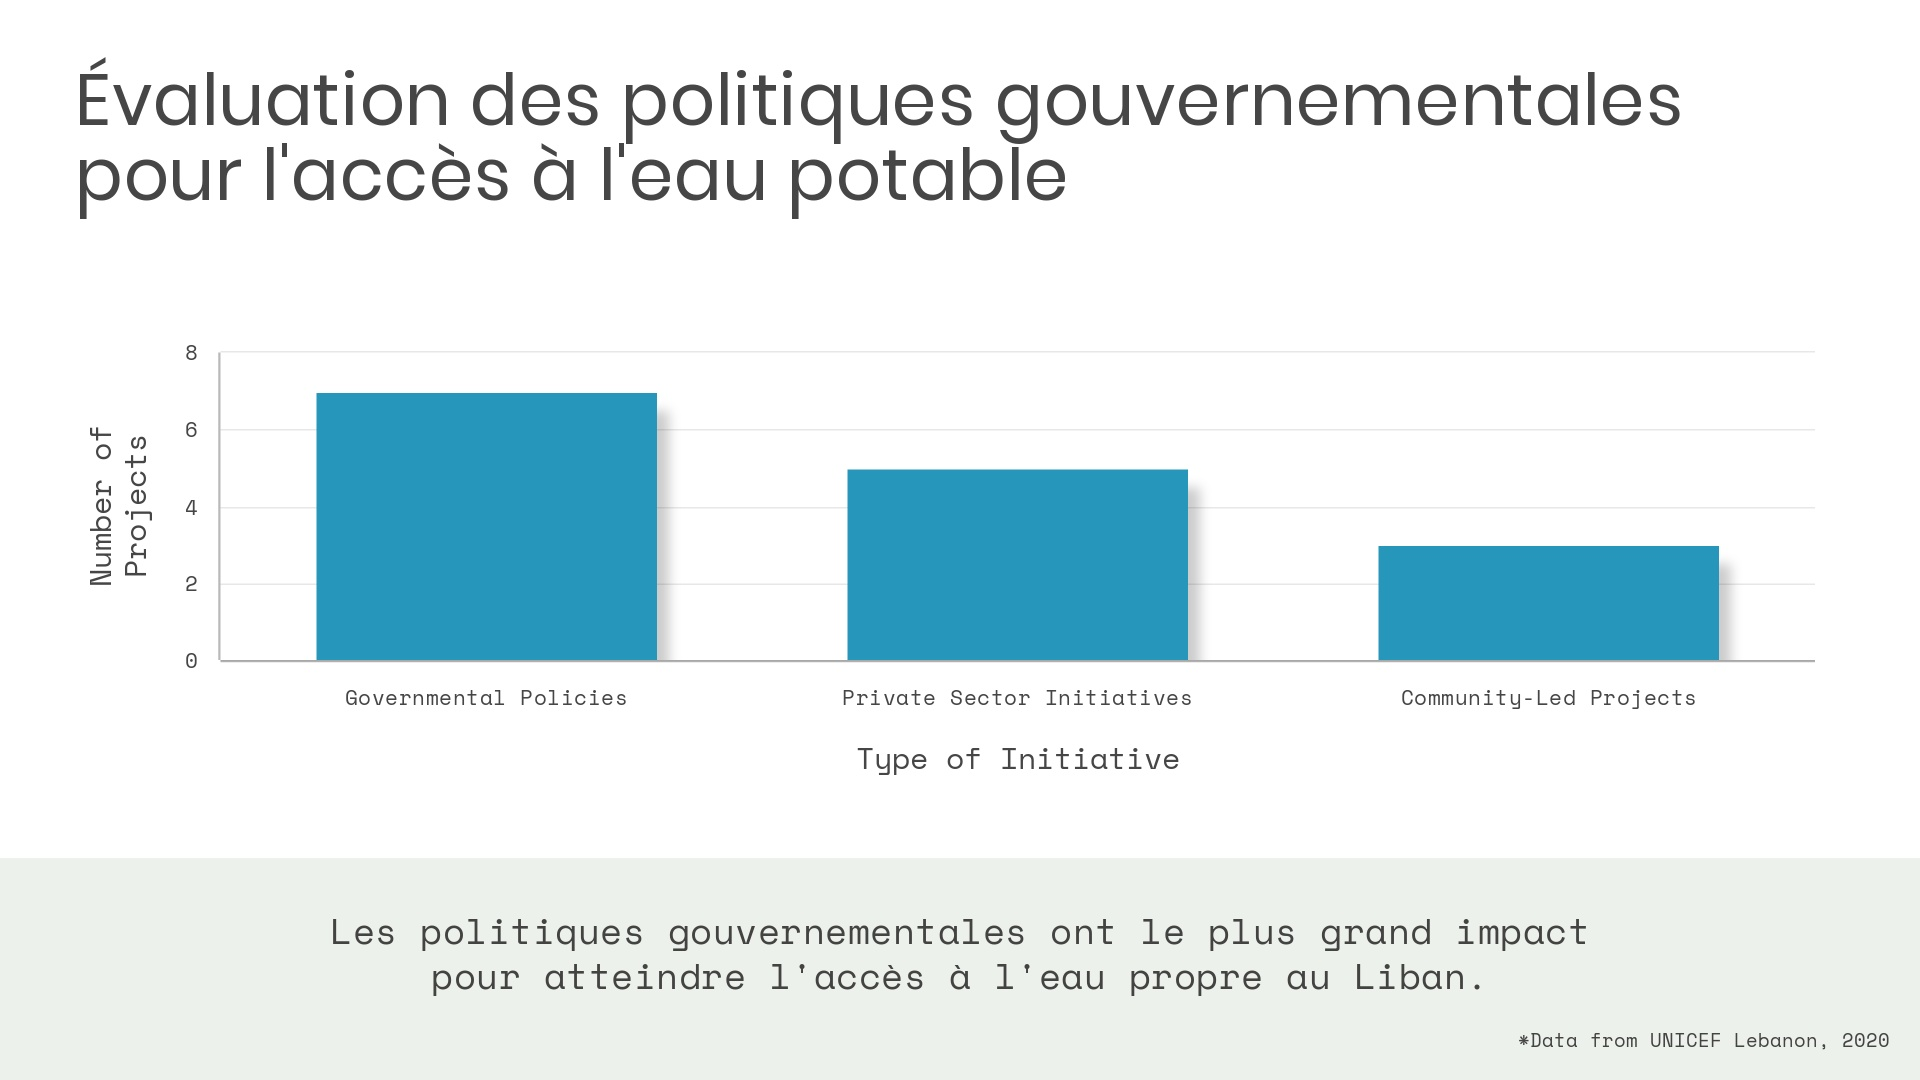 Évaluation des politiques gouvernementales
pour l'accès à l'eau potable
Number of
Projects
8
6
4
2
0
Governmental Policies
Private Sector Initiatives
Community-Led Projects
Type of Initiative
Les politiques gouvernementales ont le plus grand impact
pour atteindre l'accès à l'eau propre au Liban.
*Data from UNICEF Lebanon, 2020